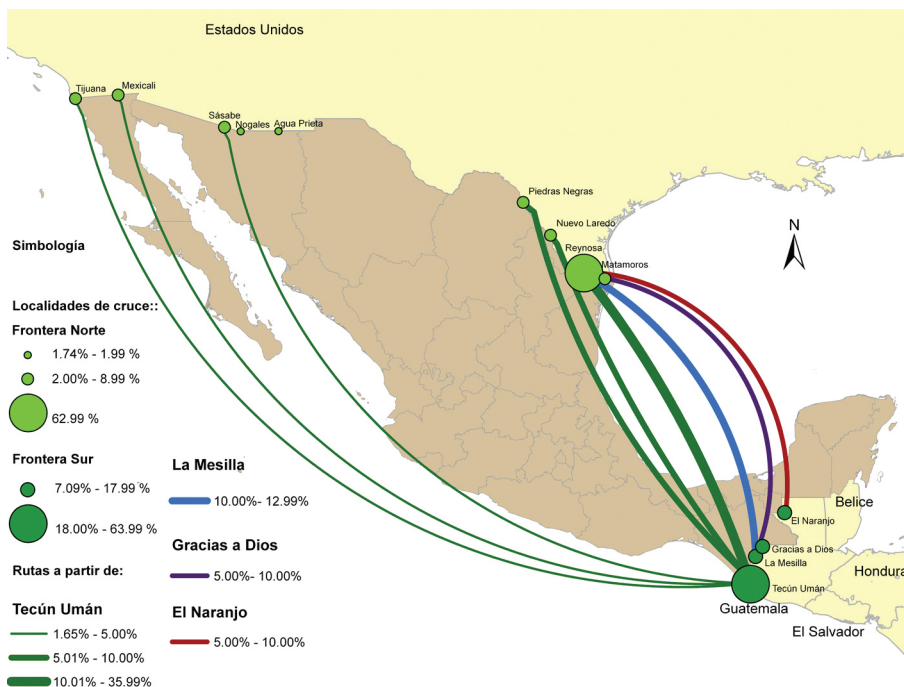 Estados Unidos
Tijuana
Mexicali
Sásabe
Nogales
Agua Prieta
Piedras Negras
Nuevo Laredo
Reynosa
Matamoros
N
Simbología
Localidades de cruce::
Frontera Norte
1.74% - 1.99 %
2.00% - 8.99 %
62.99 %
Frontera Sur
7.09% - 17.99 %
18.00% - 63.99 %
Rutas a partir de:
Tecún Umán
1.65% - 5.00%
5.01% - 10.00%
10.01% - 35.99%
La Mesilla
10.00%- 12.99%
Gracias a Dios
5.00% - 10.00%
El Naranjo
5.00% - 10.00%
Belice
El Naranjo
Gracias a Dios
La Mesilla
Tecún Umán
Guatemala
Hondura
El Salvador